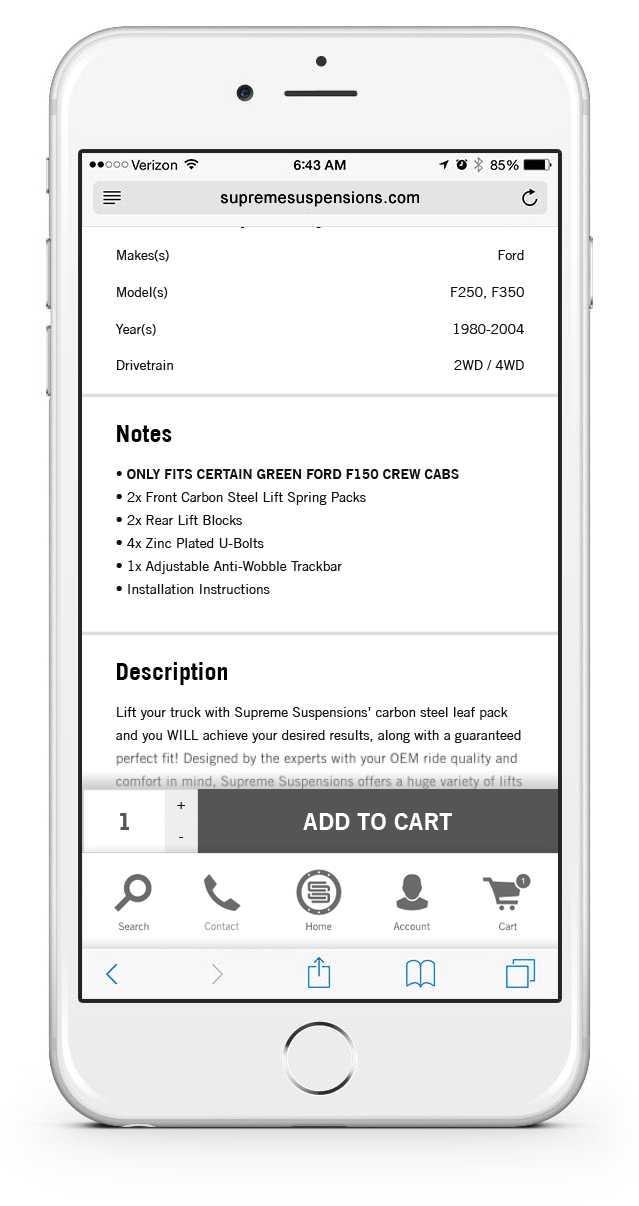 Verizon 6:43 AM 85%
supremesuspensions.com
Makes(s) Ford
Model(s) F250, F350
Year(s) 1980-2004
Drivetrain 2WD / 4WD
Notes
• ONLY FITS CERTAIN GREEN FORD F150 CREW CABS
• 2x Front Carbon Steel Lift Spring Packs
• 2x Rear Lift Blocks
• 4x Zinc Plated U-Bolts
• 1x Adjustable Anti-Wobble Trackbar
• Installation Instructions
Description
Lift your truck with Supreme Suspensions’ carbon steel leaf pack
and you WILL achieve your desired results, along with a guaranteed
perfect fit! Designed by the experts with your OEM ride quality and
comfort in mind, Supreme Suspensions offers a huge variety of lifts
1 + - ADD TO CART
1
Search Contact Home Account Cart